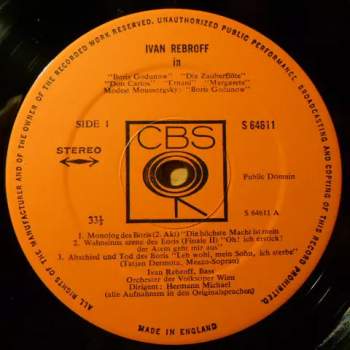 ALL RIGHTS OF THE MANUFACTURER AND OF THE OWNER OF THE RECORDED WORK RESERVED. UNAUTHORIZED PUBLIC PERFORMANCE, BROADCASTING AND COPYING OF THIS RECORD PROHIBITED.
IVAN REBROFF
in
"Boris Godunow" "Die Zauberflöte"
"Don Carlos" "Ernani" "Margarete"
Modest Moussorgsky: "Boris Godunow"
SIDE 1
CBS
S 64611
STEREO
Public Domain
33⅓
S 64611 A
1. Monolog des Boris (2. Akt) "Die höchste Macht ist mein
2. Wahnsinns szene des Boris (Finale II) "Oh! ich erstick?
der Atem geht mir aus"
3. Abschied und Tod des Boris "Leb wohl, mein Sohn, ich sterbe"
(Tatjan Dermota, Mezzo-Soprano)
Ivan Rebroff, Bass
Orchester der Volksoper Wien
Dirigent: Hermann Michael
(alle Aufnahmen in den Originalsprachen)
MADE IN ENGLAND